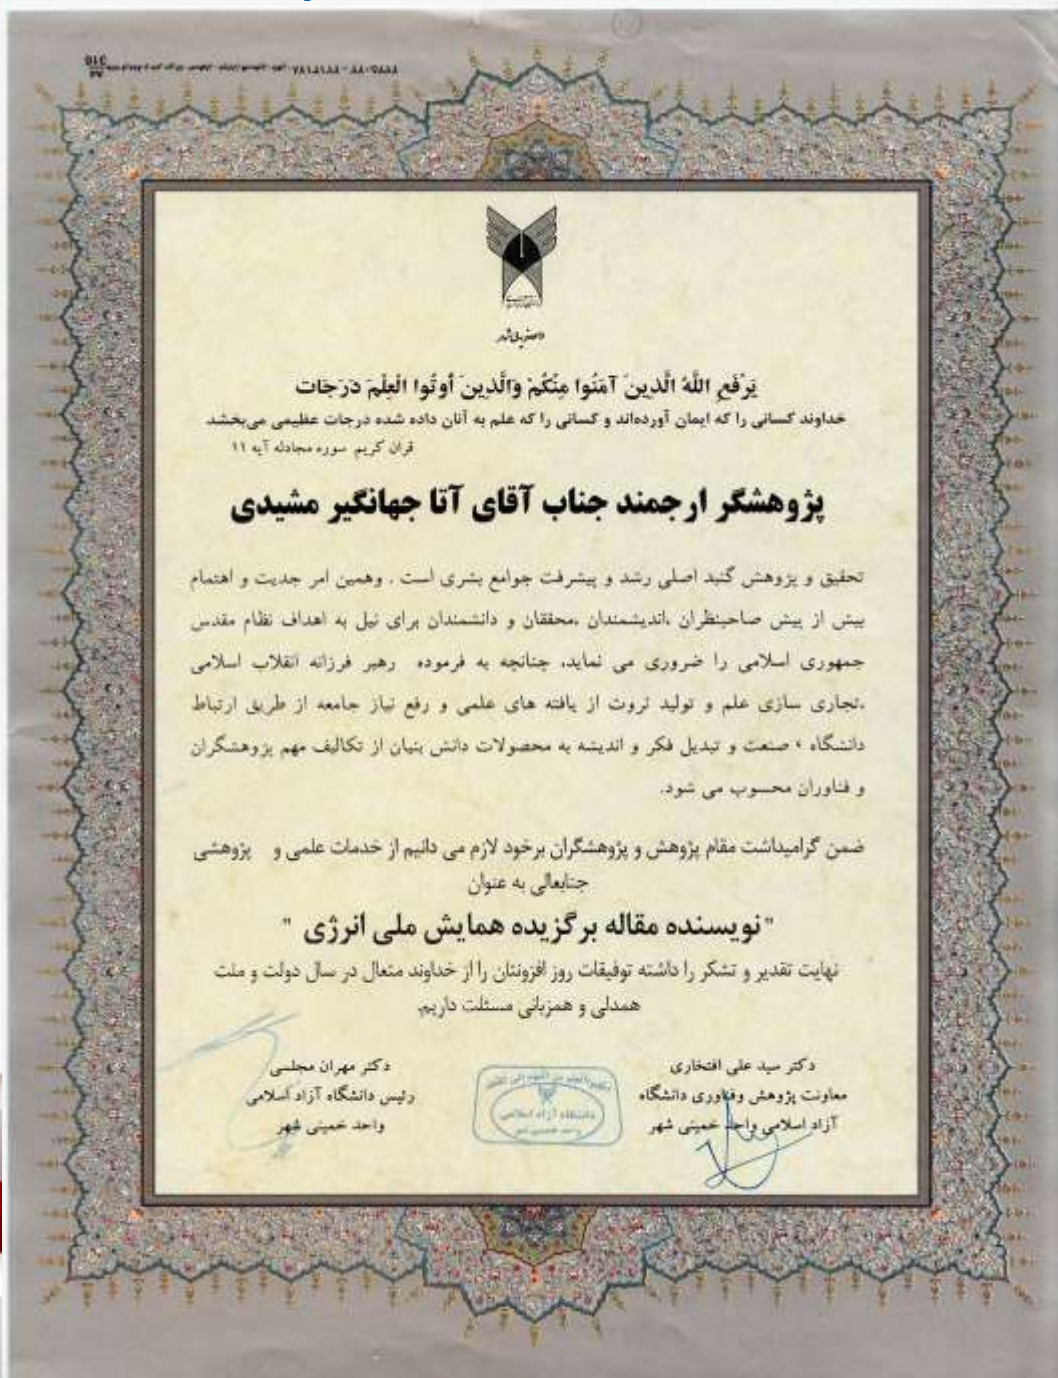 یَرْفَعِ اللَّهُ الَّذِینَ آمَنُوا مِنْکُمْ وَالَّذِینَ أُوتُوا الْعِلْمَ دَرَجَات
خداوند کسانی را که ایمان آورده‌اند و کسانی را که علم به آنان داده شده درجات عظیمی می‌بخشد
قران کریم سوره مجادله آیه ۱۱
پژوهشگر ارجمند جناب آقای آتا جهانگیر مشیدی
تحقیق و پژوهش گنبد اصلی رشد و پیشرفت جوامع بشری است . وهمین امر جدیت و اهتمام
بیش از پیش صاحبنظران ،اندیشمندان ،محققان و دانشمندان برای نیل به اهداف نظام مقدس
جمهوری اسلامی را ضروری می نماید، چنانچه به فرموده رهبر فرزانه انقلاب اسلامی
،تجاری سازی علم و تولید ثروت از یافته های علمی و رفع نیاز جامعه از طریق ارتباط
دانشگاه ، صنعت و تبدیل فکر و اندیشه به محصولات دانش بنیان از تکالیف مهم پژوهشگران
و فناوران محسوب می شود.
ضمن گرامیداشت مقام پژوهش و پژوهشگران برخود لازم می دانیم از خدمات علمی و پژوهشی
جنابعالی به عنوان
" نویسنده مقاله برگزیده همایش ملی انرژی "
نهایت تقدیر و تشکر را داشته توفیقات روز افزونتان را از خداوند متعال در سال دولت و ملت
همدلی و همزبانی مسئلت داریم.
دکتر سید علی افتخاری
معاونت پژوهش وفناوری دانشگاه
آزاد اسلامی واحد خمینی شهر
دانشگاه آزاد اسلامی
واحد خمینی شهر
دکتر مهران مجلسی
رئیس دانشگاه آزاد اسلامی
واحد خمینی شهر